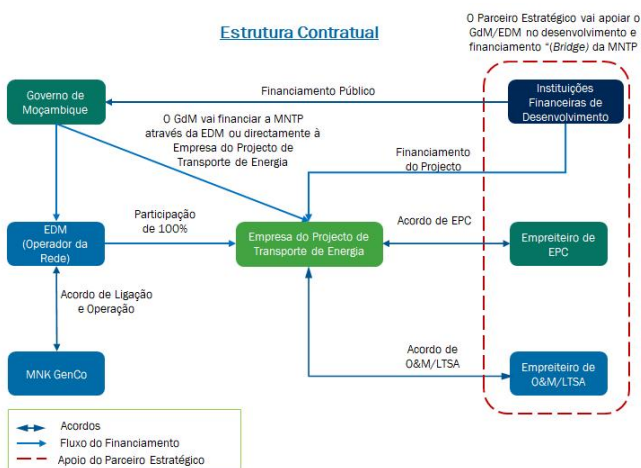 Estrutura Contratual
O Parceiro Estratégico vai apoiar o
GdM/EDM no desenvolvimento e
financiamento "(Bridge) da MNTP
Governo de
Moçambique
Financiamento Público
Instituições
Financeiras de
Desenvolvimento
O GdM vai financiar a MNTP
através da EDM ou directamente à
Empresa do Projecto de
Transporte de Energia
Financiamento
do Projecto
EDM
(Operador da
Rede)
Participação
de 100%
Empresa do Projecto de
Transporte de Energia
Acordo de EPC
Empreiteiro de
EPC
Acordo de Ligação
e Operação
MNK GenCo
Acordo de
O&M/LTSA
Empreiteiro de
O&M/LTSA
Acordos
Fluxo do Financiamento
Apoio do Parceiro Estratégico